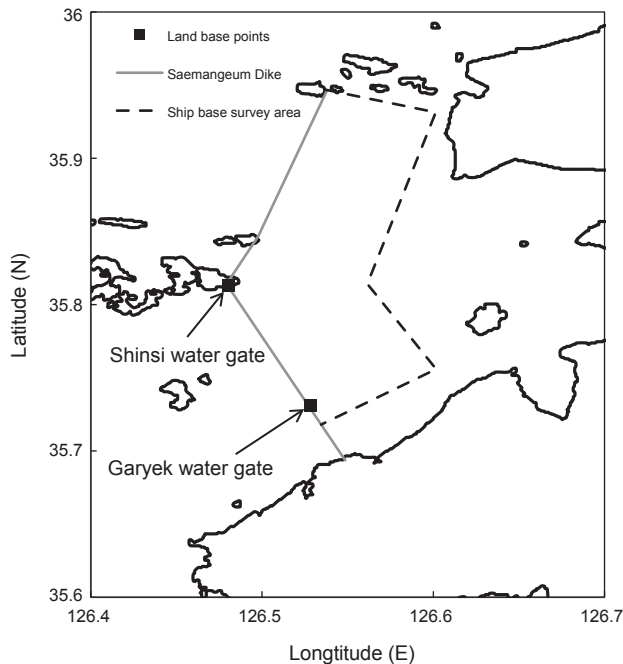 36
35.9
35.8
35.7
35.6
Latitude (N)
Land base points
Saemangeum Dike
Ship base survey area
Shinsi water gate
Garyek water gate
126.4
126.5
126.6
126.7
Longtitude (E)